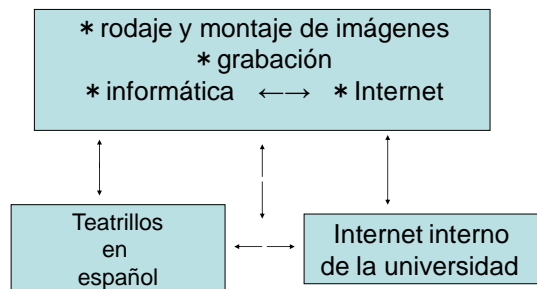 * rodaje y montaje de imágenes
* grabación
* informática ←→ * Internet
Teatrillos
en
español
Internet interno
de la universidad